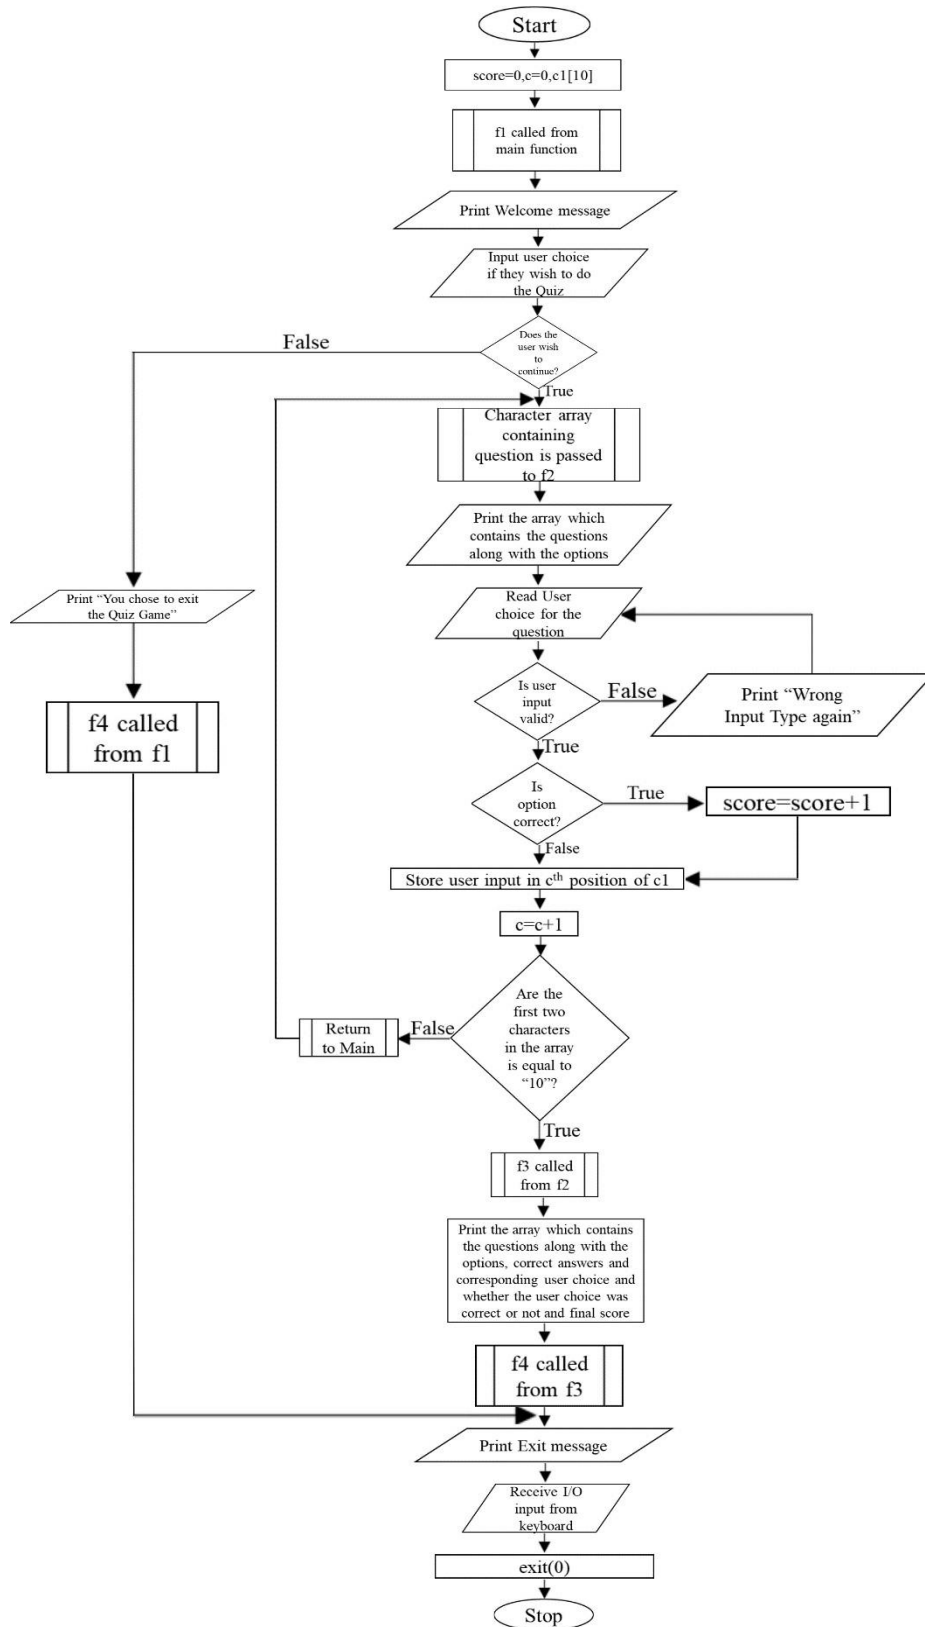 Start
score=0,c=0,c1[10]
f1 called from
main function
Print Welcome message
Input user choice
if they wish to do
the Quiz
Does the
user wish
to
continue?
False
True
Character array
containing
question is passed
to f2
Print the array which
contains the questions
along with the options
Print “You chose to exit
the Quiz Game”
Read User
choice for the
question
f4 called
from f1
Is user
input
valid?
False
Print “Wrong
Input Type again”
True
Is
option
correct?
True
score=score+1
False
Store user input in cᵗʰ position of c1
c=c+1
Are the
first two
characters
in the array
is equal to
“10”?
False
Return
to Main
True
f3 called
from f2
Print the array which contains
the questions along with the
options, correct answers and
corresponding user choice and
whether the user choice was
correct or not and final score
f4 called
from f3
Print Exit message
Receive I/O
input from
keyboard
exit(0)
Stop